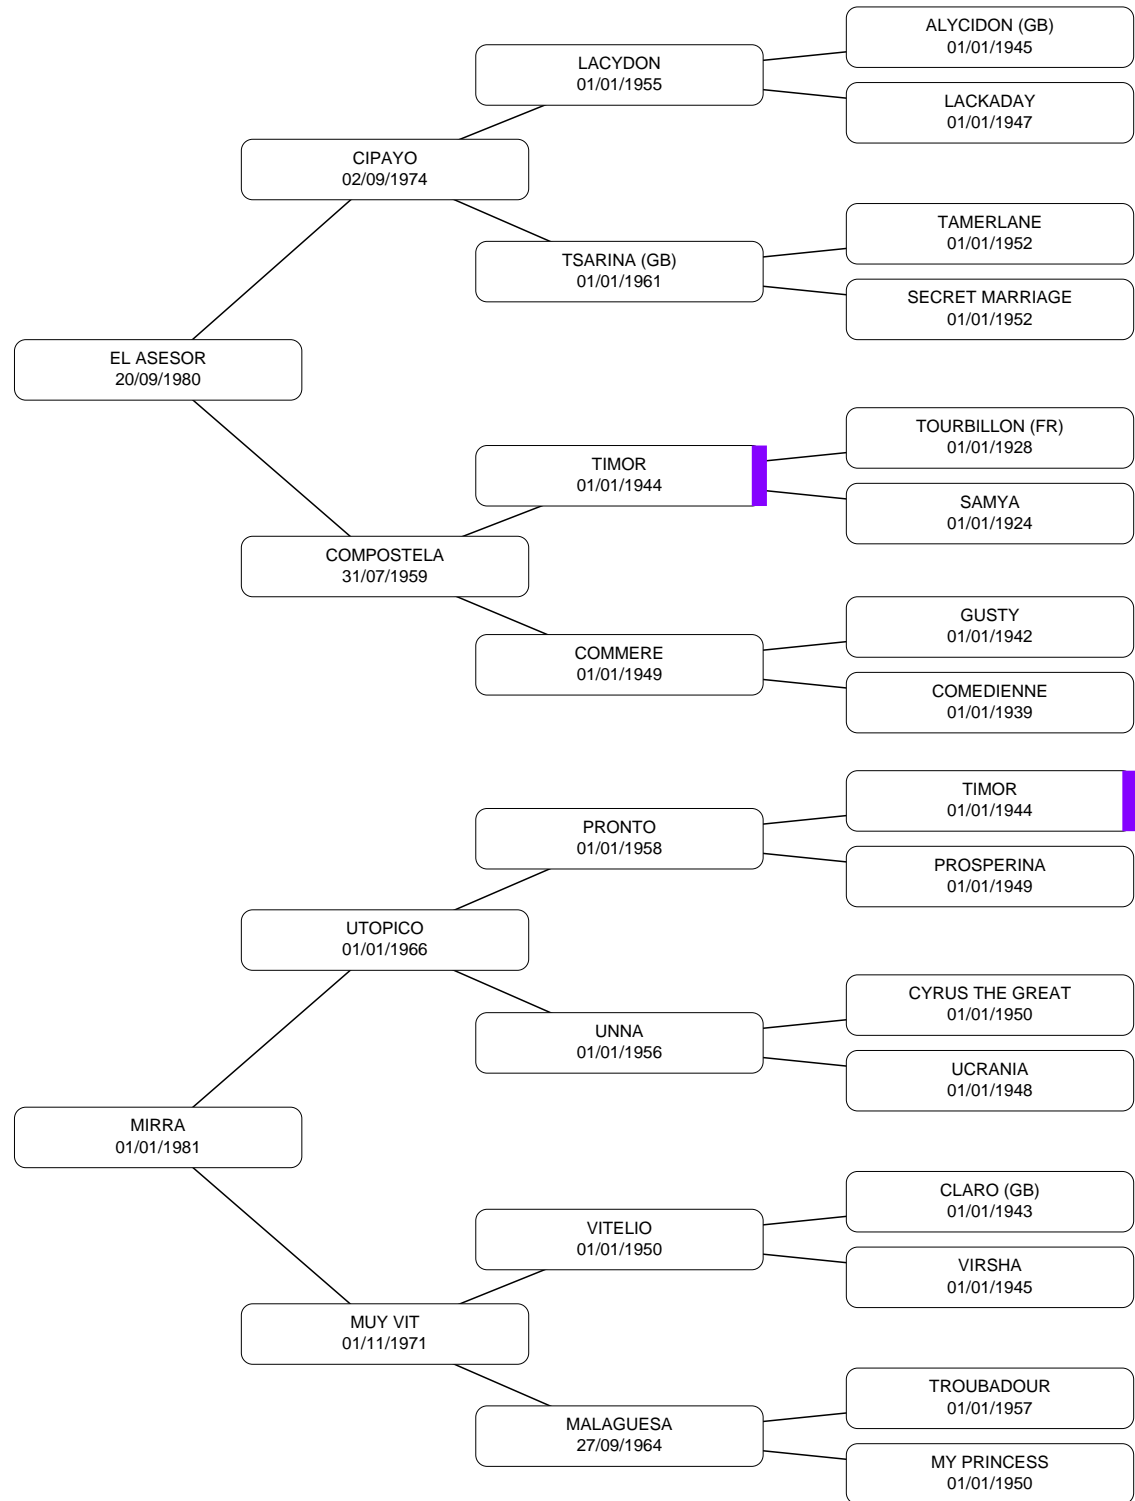 ALYCIDON (GB)
01/01/1945
LACYDON
01/01/1955
LACKADAY
01/01/1947
CIPAYO
02/09/1974
TAMERLANE
01/01/1952
TSARINA (GB)
01/01/1961
SECRET MARRIAGE
01/01/1952
EL ASESOR
20/09/1980
TOURBILLON (FR)
01/01/1928
TIMOR
01/01/1944
SAMYA
01/01/1924
COMPOSTELA
31/07/1959
GUSTY
01/01/1942
COMMERE
01/01/1949
COMEDIENNE
01/01/1939
TIMOR
01/01/1944
PRONTO
01/01/1958
PROSPERINA
01/01/1949
UTOPICO
01/01/1966
CYRUS THE GREAT
01/01/1950
UNNA
01/01/1956
UCRANIA
01/01/1948
MIRRA
01/01/1981
CLARO (GB)
01/01/1943
VITELIO
01/01/1950
VIRSHA
01/01/1945
MUY VIT
01/11/1971
TROUBADOUR
01/01/1957
MALAGUESA
27/09/1964
MY PRINCESS
01/01/1950